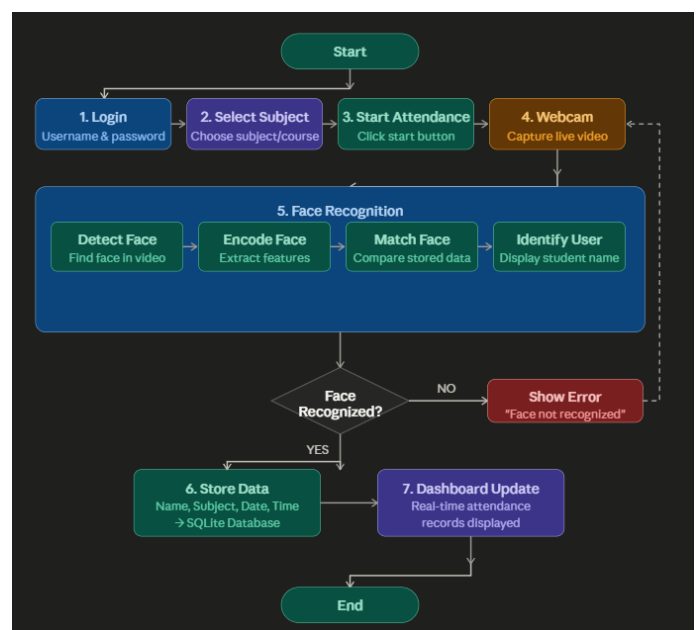 Start
1. Login
Username & password
2. Select Subject
Choose subject/course
3. Start Attendance
Click start button
4. Webcam
Capture live video
5. Face Recognition
Detect Face
Find face in video
Encode Face
Extract features
Match Face
Compare stored data
Identify User
Display student name
Face
Recognized?
NO
Show Error
"Face not recognized"
YES
6. Store Data
Name, Subject, Date, Time
→ SQLite Database
7. Dashboard Update
Real-time attendance
records displayed
End